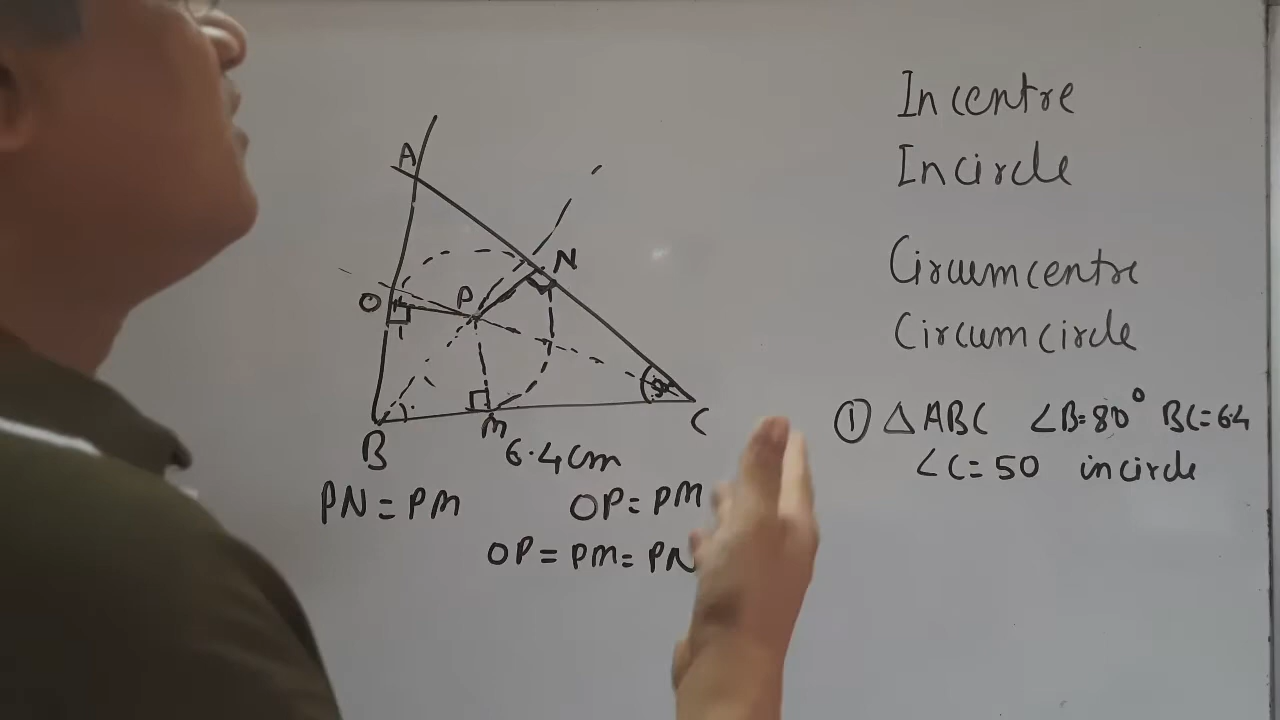 Incentre
Incircle
Circumcentre
Circumcircle
① △ABC ∠B=80° BC=6.4
∠C=50 incircle
A
N
O
P
B
M
C
6.4cm
PN=PM OP=PM
OP=PM=PN